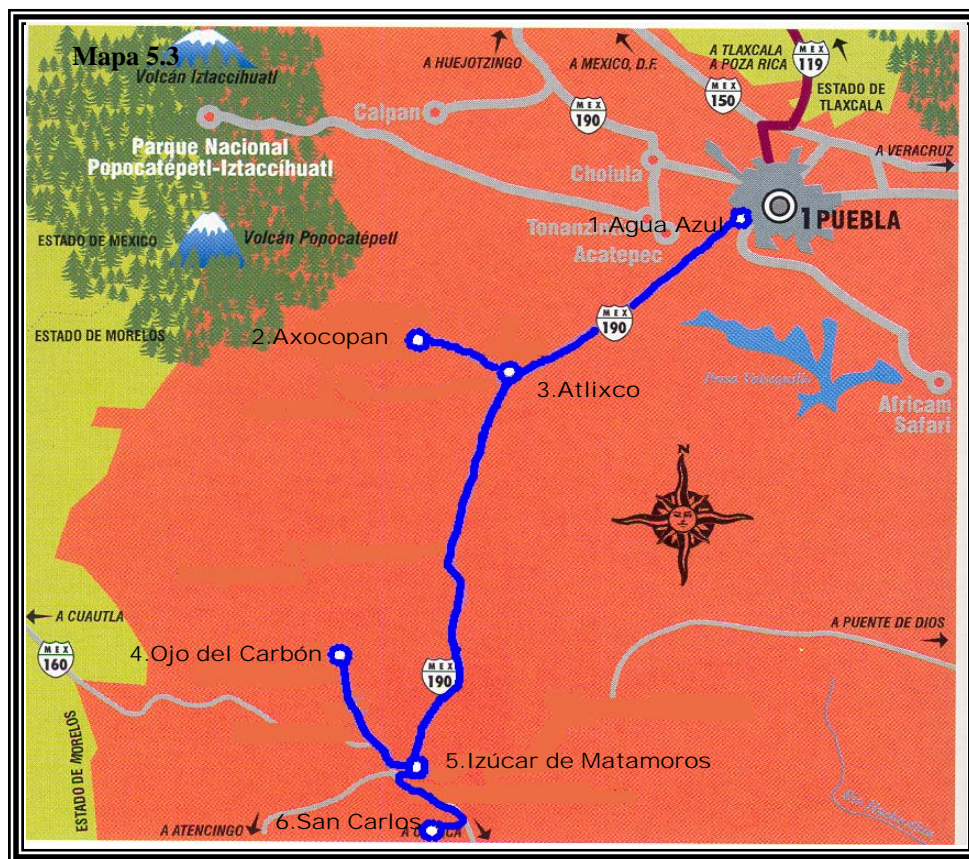 Mapa 5.3
Volcán Iztaccíhuatl
A HUEJOTZINGO
A MEXICO, D.F.
A TLAXCALA
A POZA RICA
MEX
119
MEX
150
ESTADO DE
TLAXCALA
Calpan
MEX
190
Parque Nacional
Popocatépetl-Iztaccíhuatl
Cholula
A VERACRUZ
1.Agua Azul
1 PUEBLA
Acatepec
ESTADO DE MEXICO
Volcán Popocatépetl
ESTADO DE MORELOS
2.Axocopan
MEX
190
3.Atlixco
Presa Valsequillo
Africam
Safari
N
A CUAUTLA
MEX
160
4.Ojo del Carbón
MEX
190
A PUENTE DE DIOS
ESTADO DE MORELOS
5.Izúcar de Matamoros
A ATENCINGO
6.San Carlos